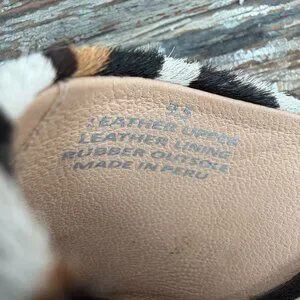 LEATHER UPPER
LEATHER LINING
RUBBER OUTSOLE
MADE IN PERU